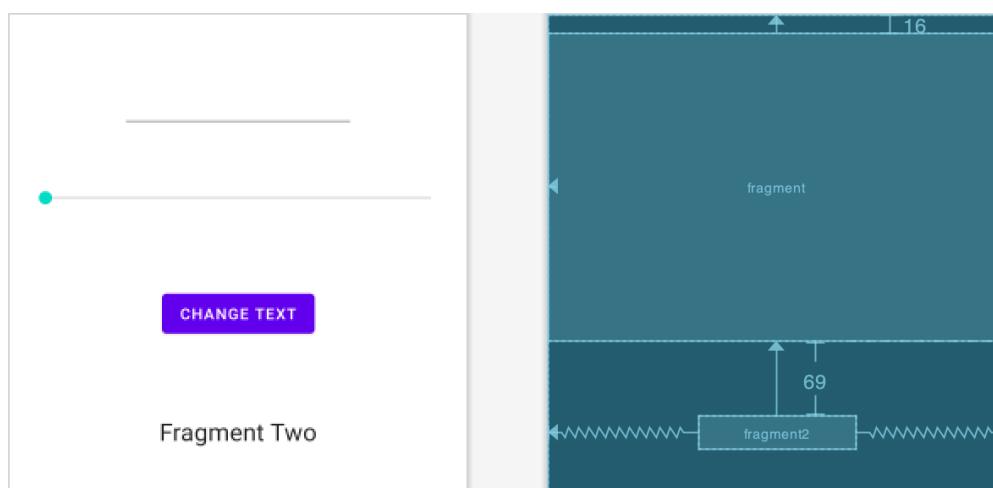 16
fragment
CHANGE TEXT
69
Fragment Two
fragment2